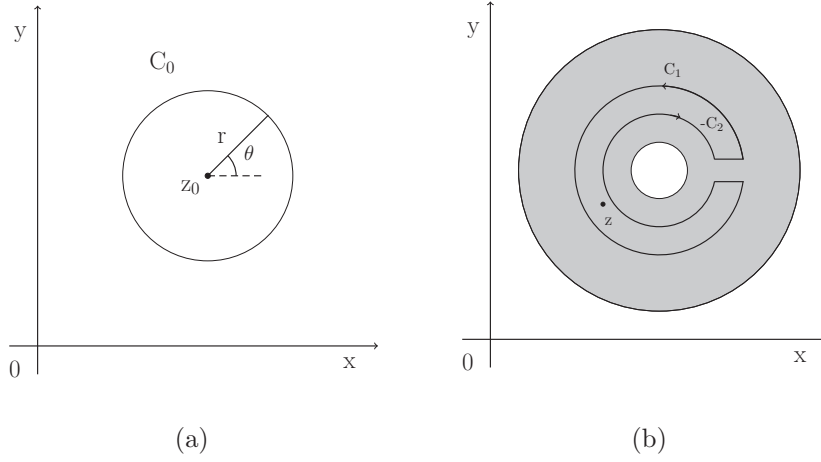 y
C₀
r
θ
z₀
0
x
(a)
y
C₁
-C₂
z
0
x
(b)